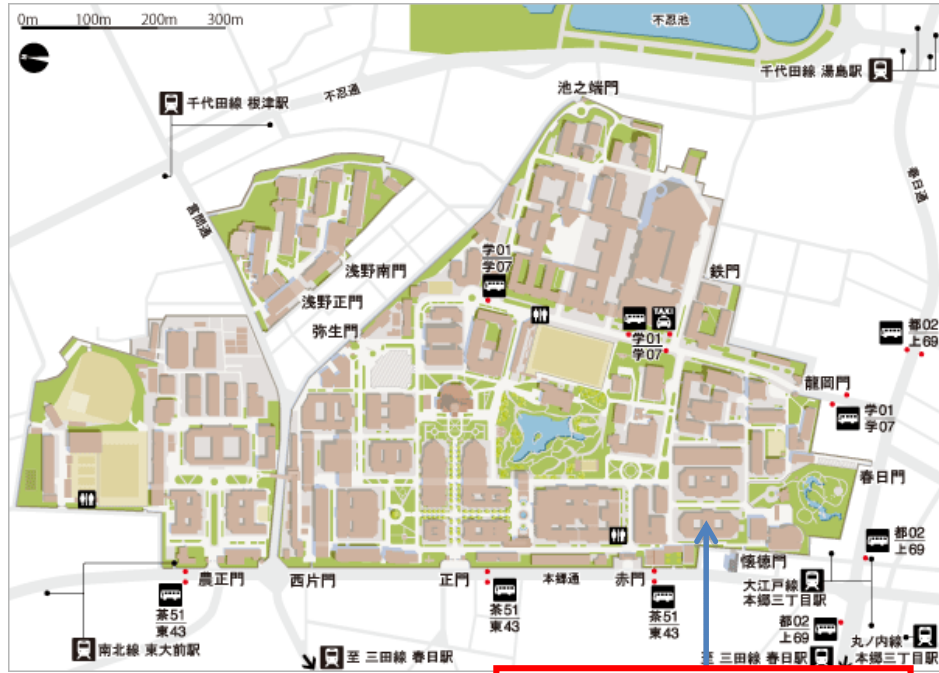 0m 100m 200m 300m
不忍池
千代田線 湯島駅
千代田線 根津駅
不忍通
池之端門
春日通
言問通
学01
学07
浅野南門
浅野正門
弥生門
鉄門
TAXI
学01
学07
都02
上69
龍岡門
学01
学07
春日門
都02
上69
懐徳門
農正門
西片門
正門
本郷通
赤門
大江戸線
本郷三丁目駅
茶51
東43
茶51
東43
茶51
東43
都02
上69
丸ノ内線
本郷三丁目駅
南北線 東大前駅
至 三田線 春日駅
至 三田線 春日駅